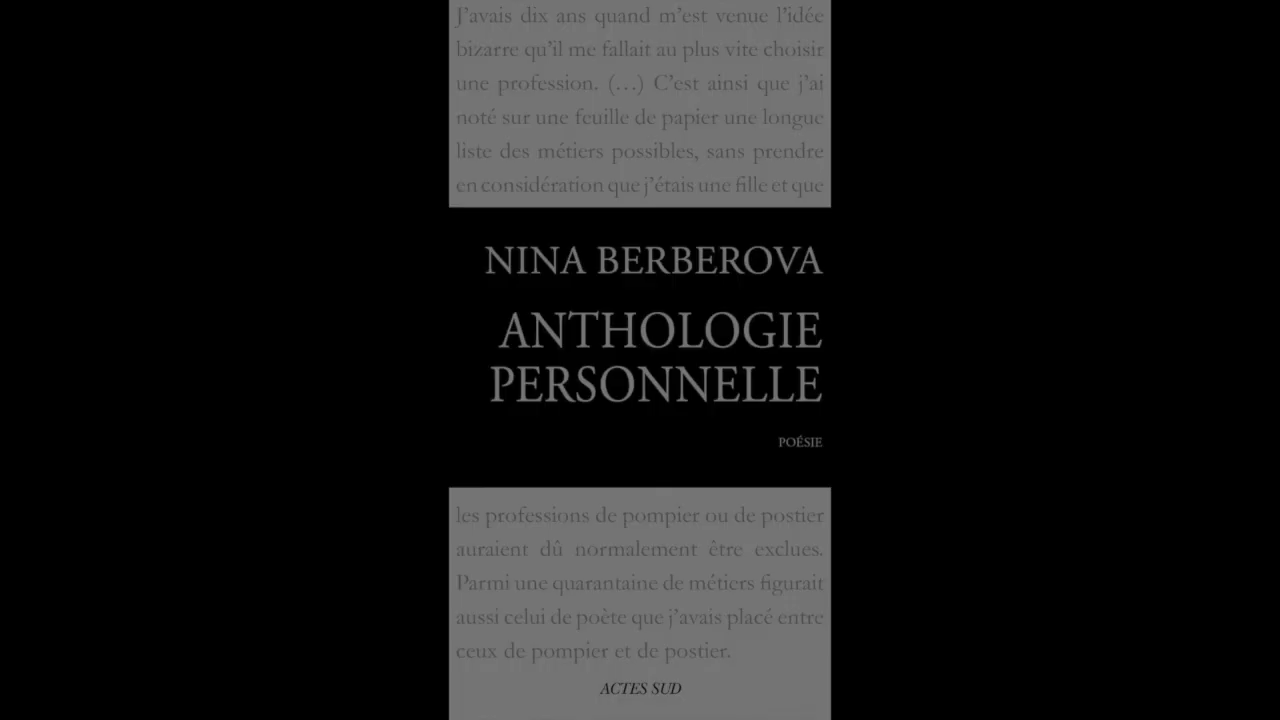 J’avais dix ans quand m’est venue l’idée
bizarre qu’il me fallait au plus vite choisir
une profession. (…) C’est ainsi que j’ai
noté sur une feuille de papier une longue
liste des métiers possibles, sans prendre
en considération que j’étais une fille et que
NINA BERBEROVA
ANTHOLOGIE
PERSONNELLE
POÉSIE
les professions de pompier ou de postier
auraient dû normalement être exclues.
Parmi une quarantaine de métiers figurait
aussi celui de poète que j’avais placé entre
ceux de pompier et de postier.
ACTES SUD